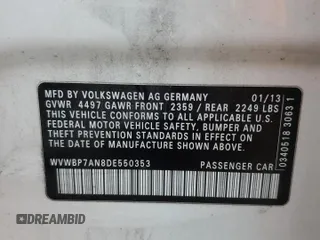 MFD BY VOLKSWAGEN AG GERMANY 01/13
GVWR 4497 GAWR FRONT 2359 / REAR 2249 LBS
THIS VEHICLE CONFORMS TO ALL APPLICABLE
FEDERAL MOTOR VEHICLE SAFETY, BUMPER AND
THEFT PREVENTION STANDARDS IN EFFECT ON
THE DATE OF MANUFACTURE SHOWN ABOVE
WVWBP7AN8DE550353 PASSENGER CAR
0340518 3063 1
DREAMBID